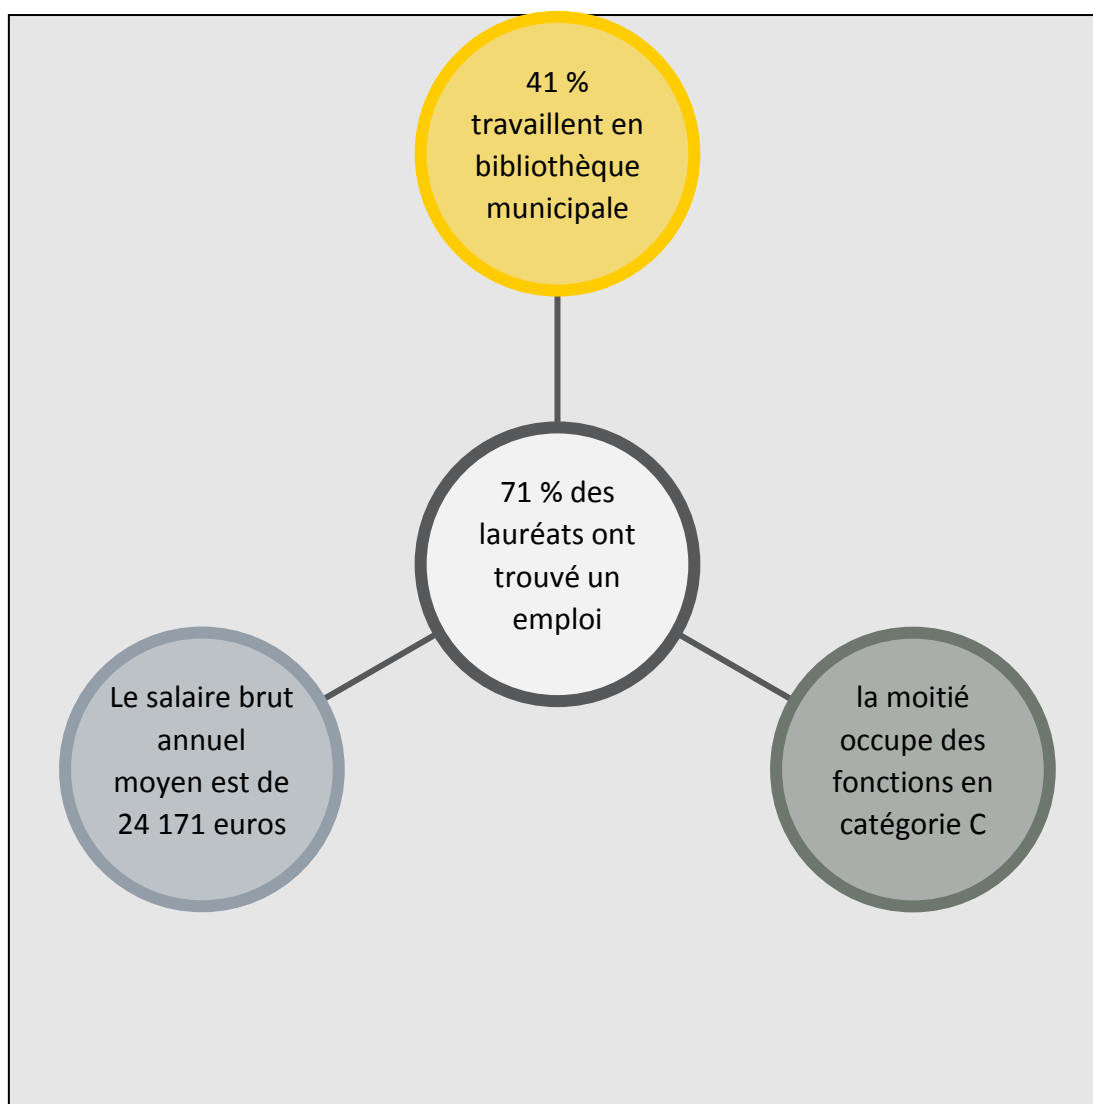 41 %
travaillent en
bibliothèque
municipale
71 % des
lauréats ont
trouvé un
emploi
Le salaire brut
annuel
moyen est de
24 171 euros
la moitié
occupe des
fonctions en
catégorie C